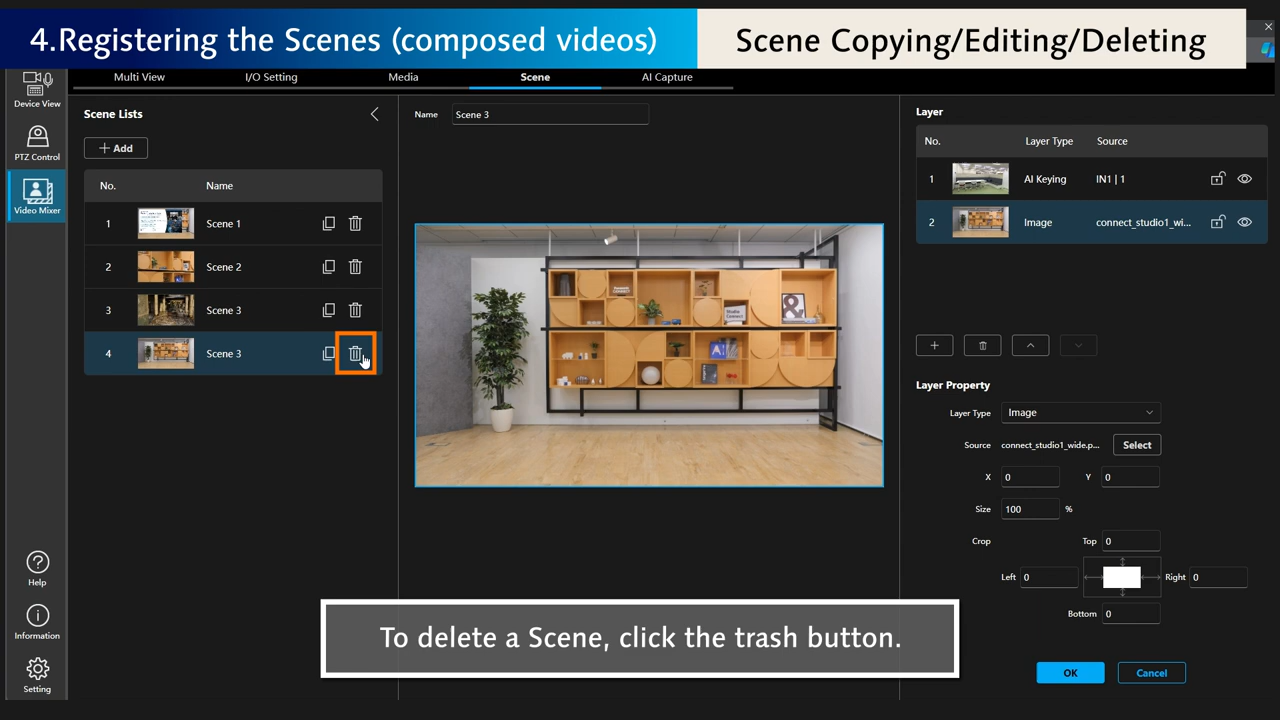 4.Registering the Scenes (composed videos)
Scene Copying/Editing/Deleting
Device View
PTZ Control
Video Mixer
Help
Information
Setting
Multi View
I/O Setting
Media
Scene
AI Capture
Scene Lists
Add
No. Name
1 Scene 1
2 Scene 2
3 Scene 3
4 Scene 3
Name Scene 3
&
AI
Layer
No. Layer Type Source
1 AI Keying IN1 | 1
2 Image connect_studio1_wi...
Layer Property
Layer Type Image
Source connect_studio1_wide.p... Select
X 0 Y 0
Size 100 %
Crop Top 0
Left 0 Right 0
Bottom 0
OK Cancel
To delete a Scene, click the trash button.